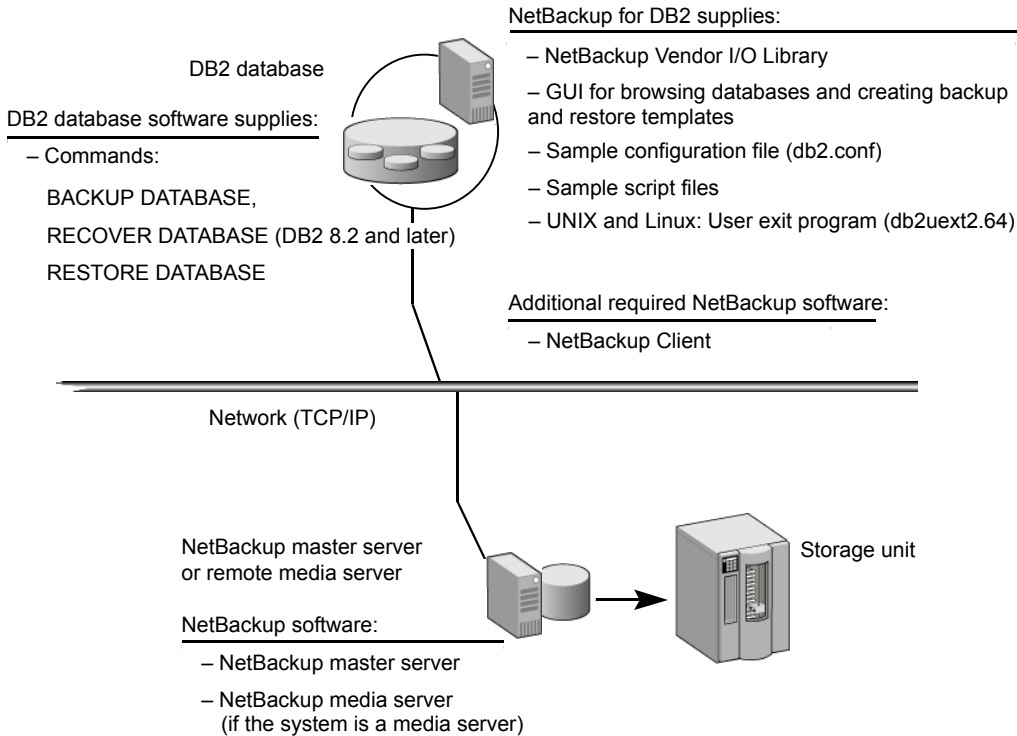 NetBackup for DB2 supplies:
– NetBackup Vendor I/O Library
– GUI for browsing databases and creating backup
and restore templates
– Sample configuration file (db2.conf)
– Sample script files
– UNIX and Linux: User exit program (db2uext2.64)
DB2 database
DB2 database software supplies:
– Commands:
BACKUP DATABASE,
RECOVER DATABASE (DB2 8.2 and later)
RESTORE DATABASE
Additional required NetBackup software:
– NetBackup Client
Network (TCP/IP)
NetBackup master server
or remote media server
Storage unit
NetBackup software:
– NetBackup master server
– NetBackup media server
(if the system is a media server)